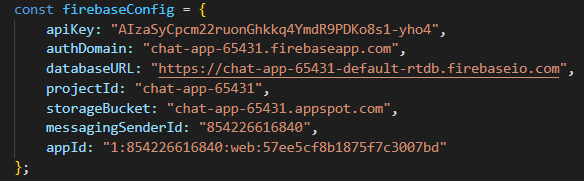 const firebaseConfig = {
apiKey: "AIzaSyCpcm22ruonGhkkq4YmdR9PDKo8s1-yho4",
authDomain: "chat-app-65431.firebaseapp.com",
databaseURL: "https://chat-app-65431-default-rtdb.firebaseio.com",
projectId: "chat-app-65431",
storageBucket: "chat-app-65431.appspot.com",
messagingSenderId: "854226616840",
appId: "1:854226616840:web:57ee5cf8b1875f7c3007bd"
};